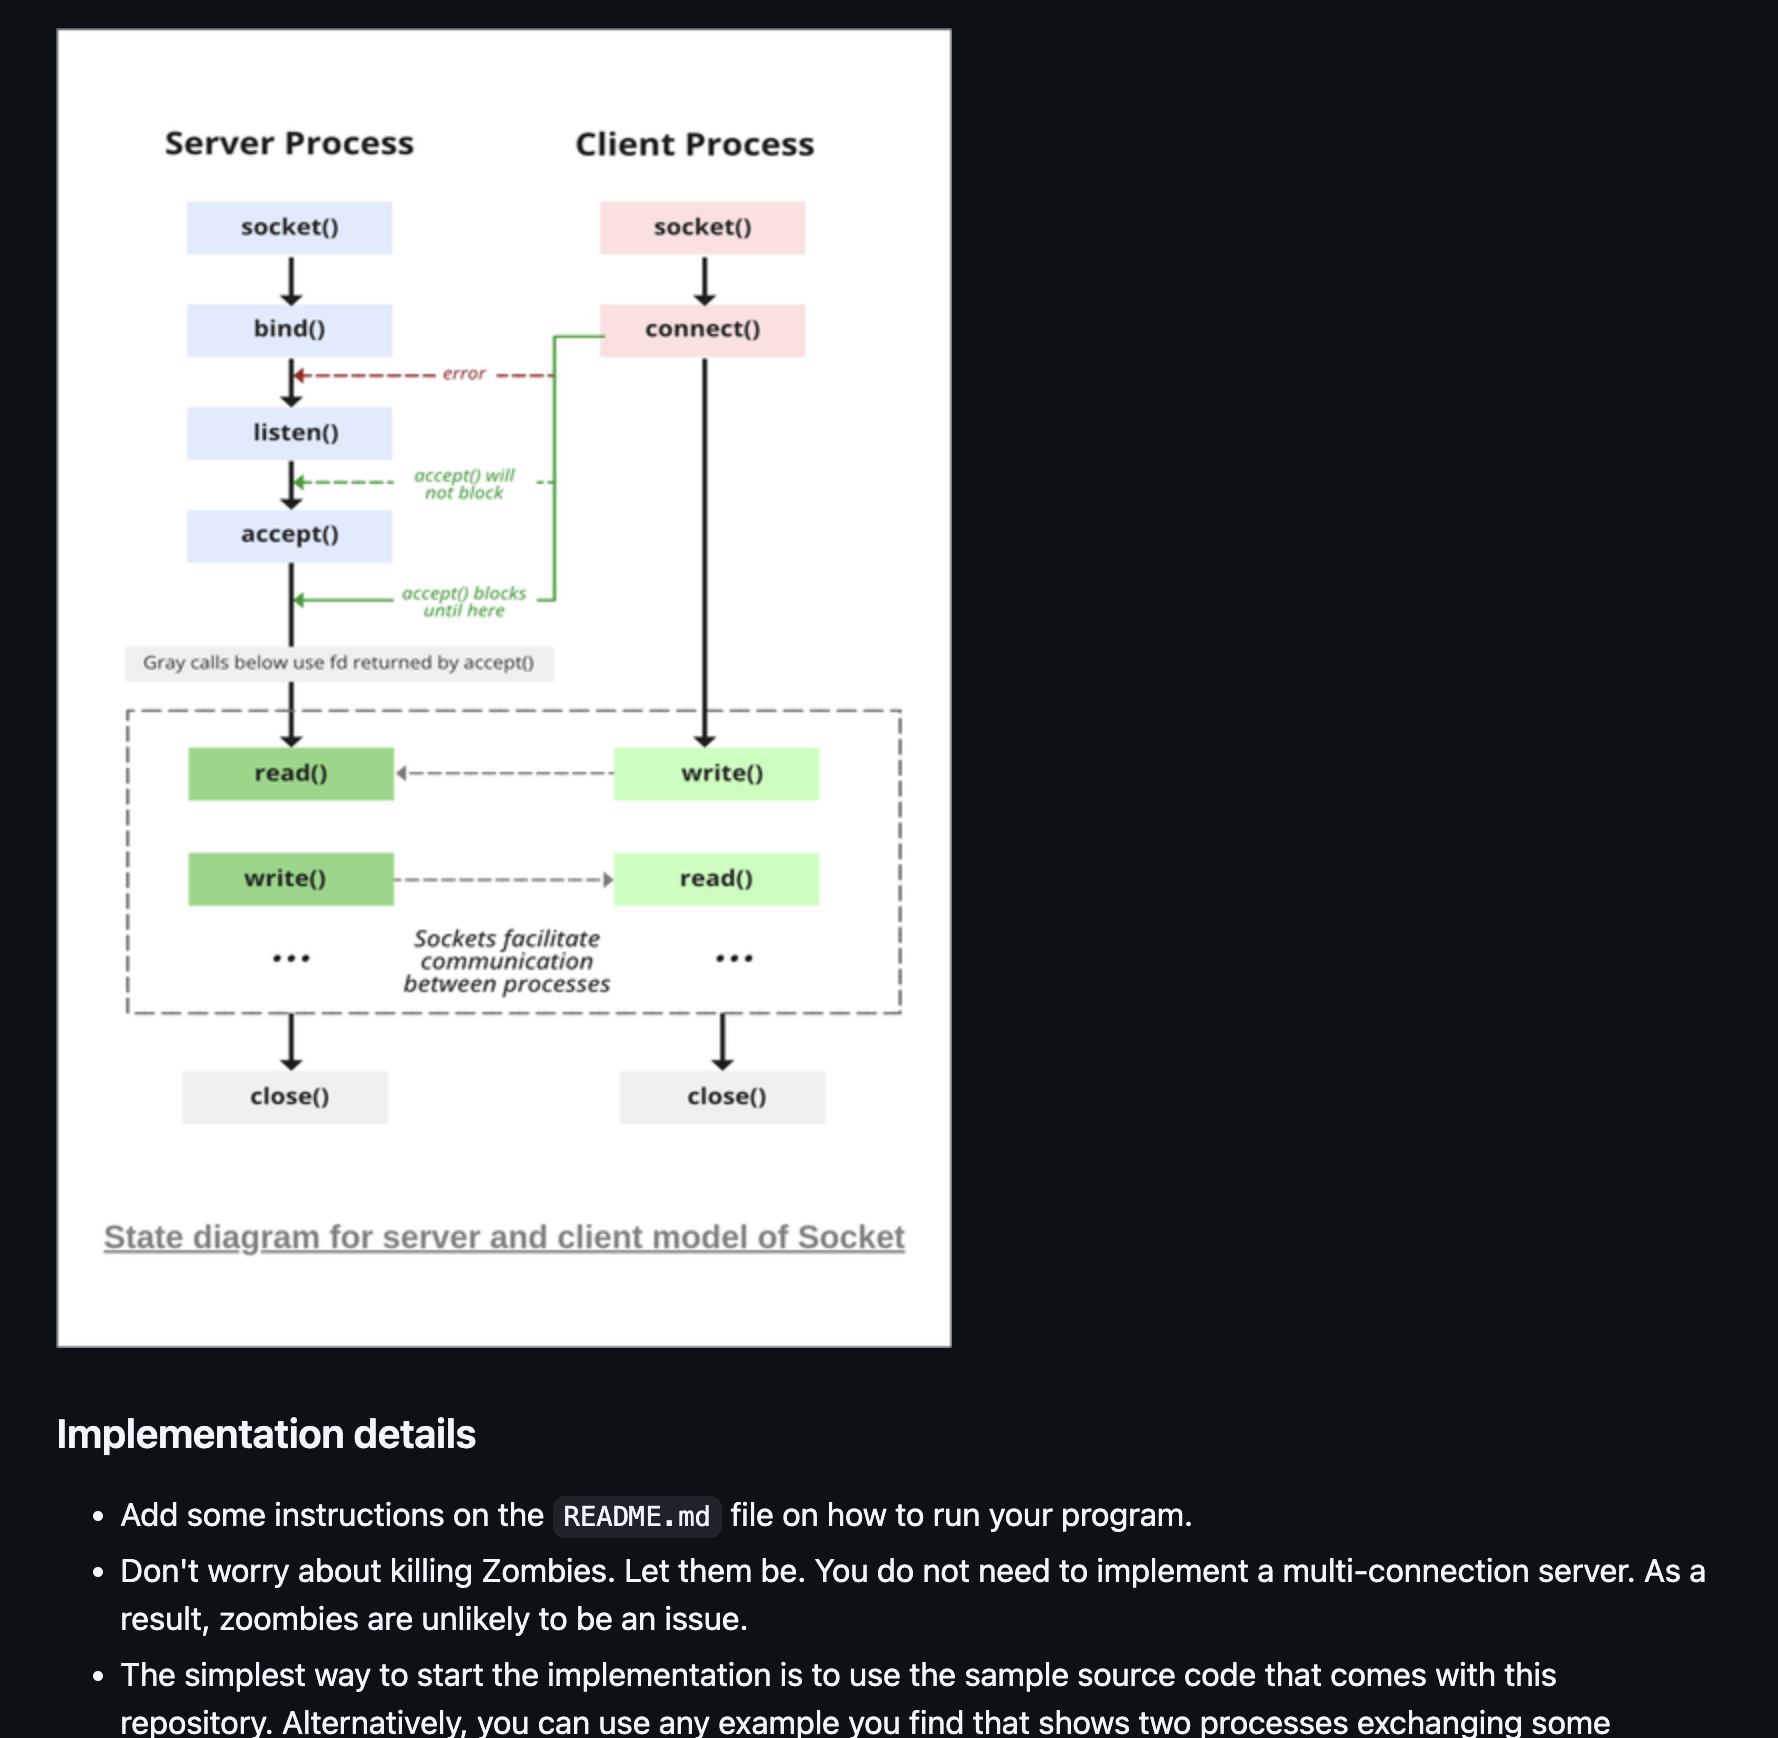 Server Process
Client Process
socket()
socket()
bind()
connect()
error
listen()
accept() will
not block
accept()
accept() blocks
until here
Gray calls below use fd returned by accept()
read()
write()
write()
read()
...
Sockets facilitate
communication
between processes
...
close()
close()
State diagram for server and client model of Socket
Implementation details
• Add some instructions on the README.md file on how to run your program.
• Don't worry about killing Zombies. Let them be. You do not need to implement a multi-connection server. As a
result, zoombies are unlikely to be an issue.
• The simplest way to start the implementation is to use the sample source code that comes with this
repository. Alternatively, you can use any example you find that shows two processes exchanging some